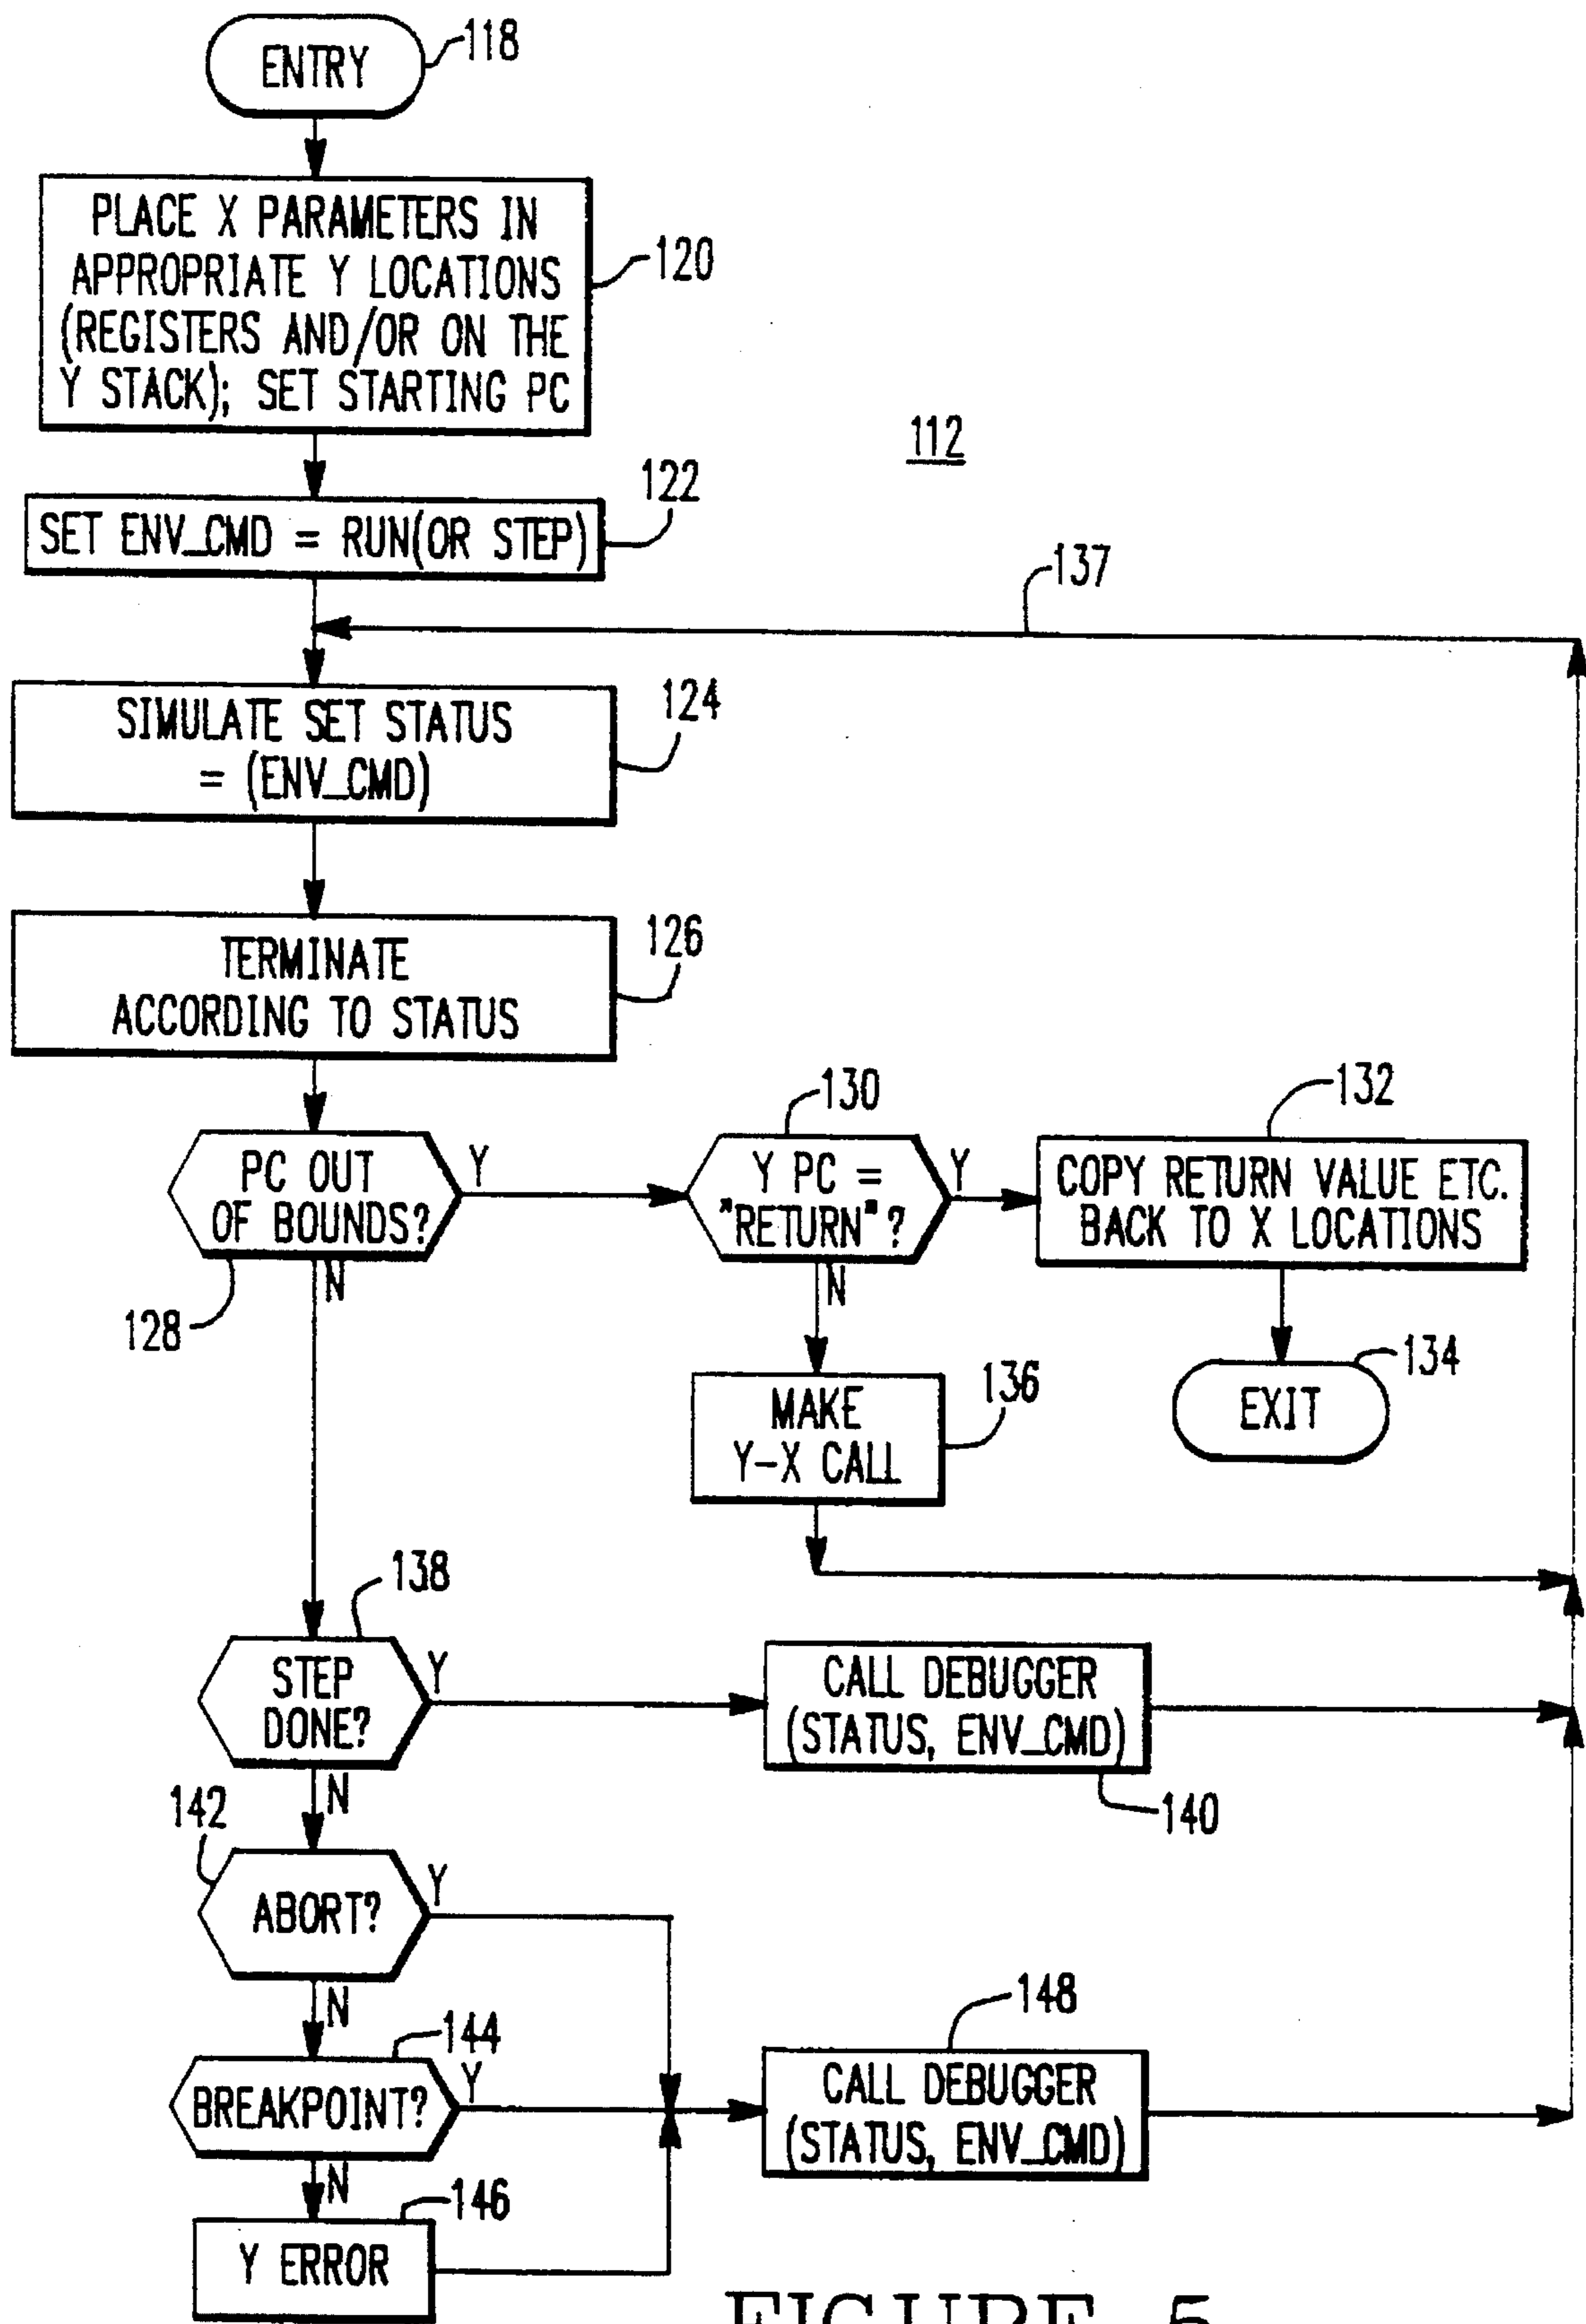 ENTRY
118
PLACE X PARAMETERS IN
APPROPRIATE Y LOCATIONS
(REGISTERS AND/OR ON THE
Y STACK); SET STARTING PC
120
112
122
SET ENV_CMD = RUN(OR STEP)
137
SIMULATE SET STATUS
= (ENV_CMD)
124
TERMINATE
ACCORDING TO STATUS
126
PC OUT
OF BOUNDS?
Y
N
128
130
Y PC =
"RETURN"?
Y
N
132
COPY RETURN VALUE ETC.
BACK TO X LOCATIONS
134
EXIT
MAKE
Y-X CALL
136
138
STEP
DONE?
Y
N
CALL DEBUGGER
(STATUS, ENV_CMD)
140
142
ABORT?
Y
N
144
BREAKPOINT?
Y
N
148
CALL DEBUGGER
(STATUS, ENV_CMD)
146
Y ERROR
FIGURE 5